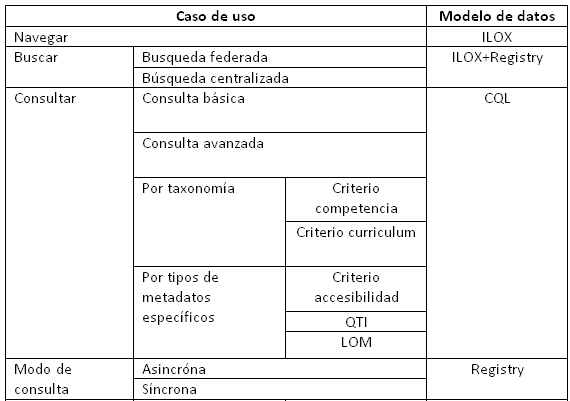 Caso de uso Modelo de datos
Navegar ILOX
Buscar Busqueda federada ILOX+Registry
Búsqueda centralizada
Consultar Consulta básica CQL
Consulta avanzada
Por taxonomía Criterio
competencia
Criterio curriculum
Por tipos de Criterio
metadatos accesibilidad
específicos QTI
LOM
Modo de Asincróna Registry
consulta Síncrona